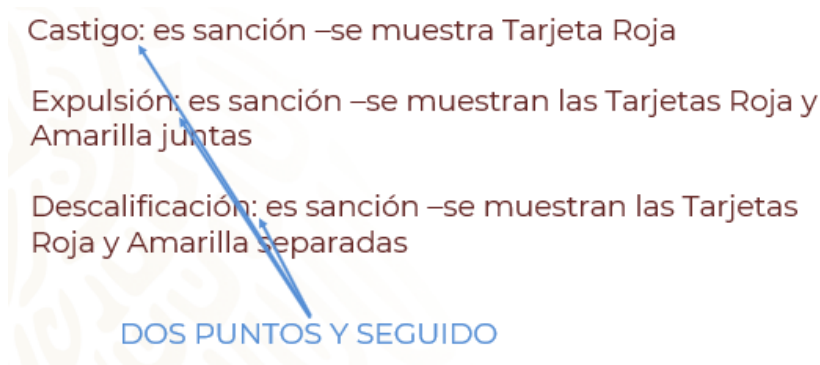 Castigo: es sanción –se muestra Tarjeta Roja
Expulsión: es sanción –se muestran las Tarjetas Roja y
Amarilla juntas
Descalificación: es sanción –se muestran las Tarjetas
Roja y Amarilla separadas
DOS PUNTOS Y SEGUIDO